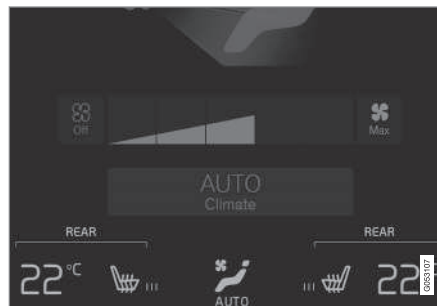 Off
Max
AUTO
Climate
REAR
REAR
22°C
22
AUTO
G053107